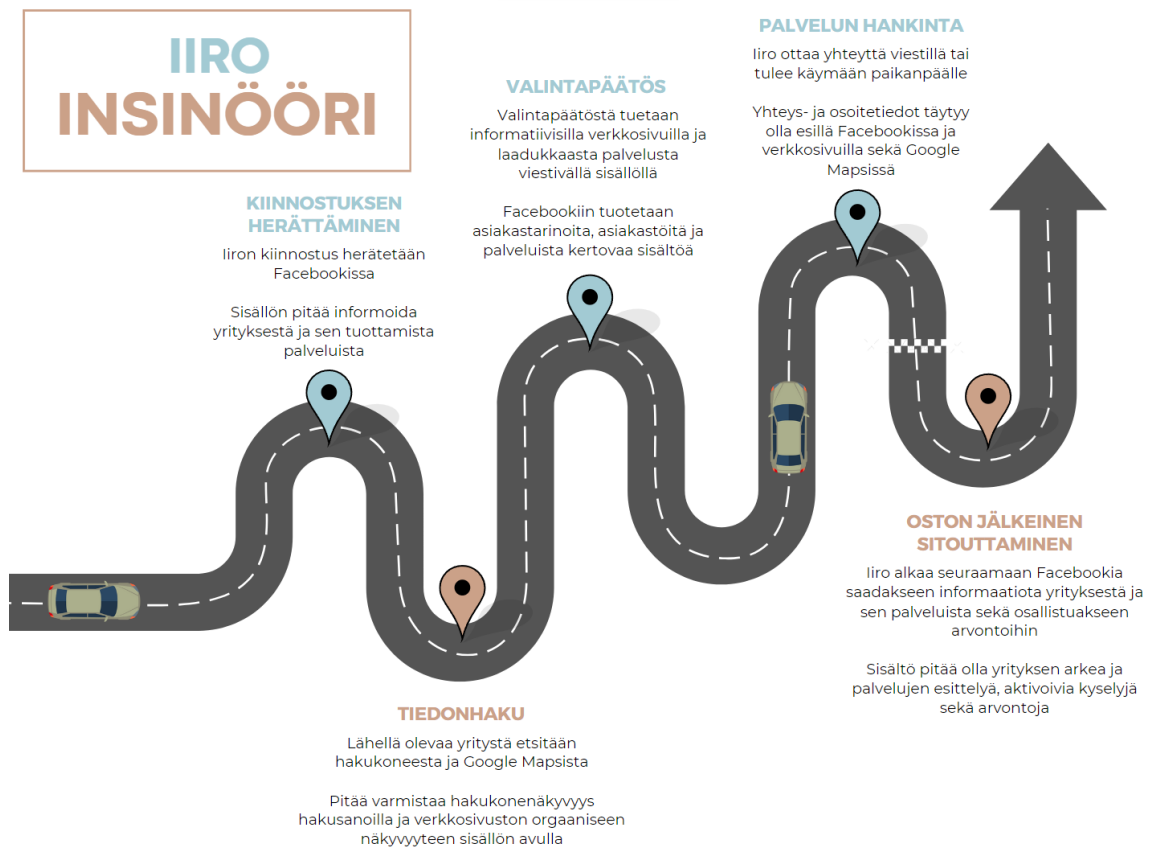 IIRO
INSINÖÖRI
KIINNOSTUKSEN
HERÄTTÄMINEN
Iiron kiinnostus herätetään
Facebookissa
Sisällön pitää informoida
yrityksestä ja sen tuottamista
palveluista
TIEDONHAKU
Lähellä olevaa yritystä etsitään
hakukoneesta ja Google Mapsista
Pitää varmistaa hakukonenäkyvyys
hakusanoilla ja verkkosivuston orgaaniseen
näkyvyyteen sisällön avulla
VALINTAPÄÄTÖS
Valintapäätöstä tuetaan
informatiivisilla verkkosivuilla ja
laadukkaasta palvelusta
viestivällä sisällöllä
Facebookiin tuotetaan
asiakastarinoita, asiakastöitä ja
palveluista kertovaa sisältöä
PALVELUN HANKINTA
Iiro ottaa yhteyttä viestillä tai
tulee käymään paikanpäälle
Yhteys- ja osoitetiedot täytyy
olla esillä Facebookissa ja
verkkosivuilla sekä Google
Mapsissä
OSTON JÄLKEINEN
SITOUTTAMINEN
Iiro alkaa seuraamaan Facebookia
saadakseen informaatiota yrityksestä ja
sen palveluista sekä osallistuakseen
arvontoihin
Sisältö pitää olla yrityksen arkea ja
palvelujen esittelyä, aktivoivia kyselyjä
sekä arvontoja